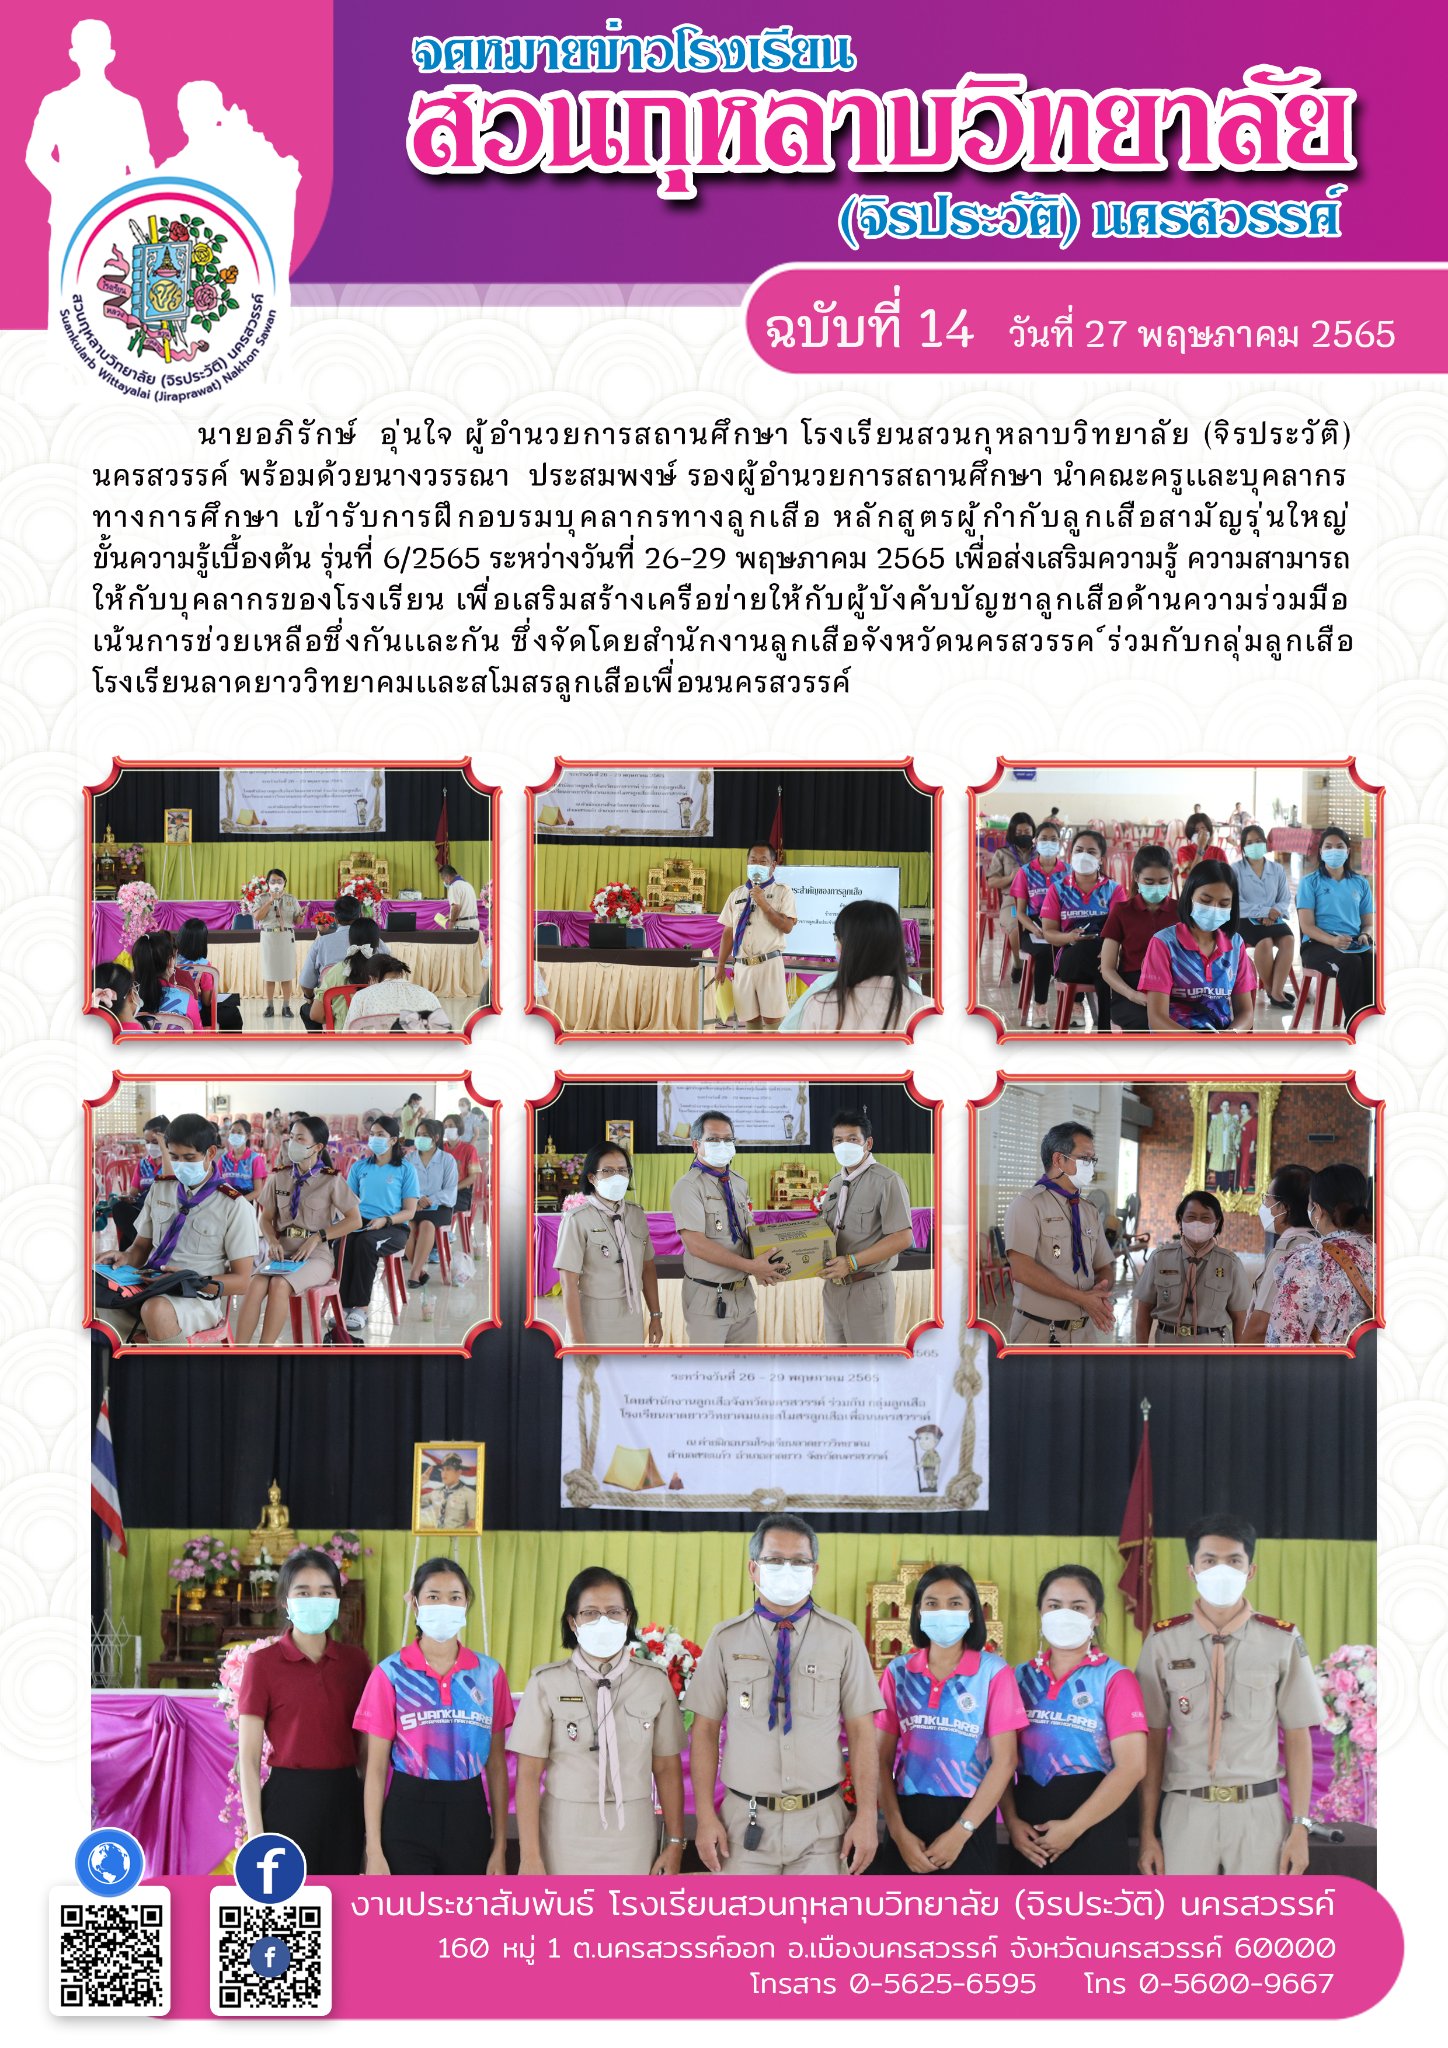 จดหมายข่าวโรงเรียน
สวนกุหลาบวิทยาลัย
(จิรประวัติ) นครสวรรค์
สวนกุหลาบวิทยาลัย (จิรประวัติ) นครสวรรค์
Suankularb Wittayalai (Jiraprawat) Nakhon Sawan
ฉบับที่ 14 วันที่ 27 พฤษภาคม 2565
นายอภิรักษ์ อุ่นใจ ผู้อำนวยการสถานศึกษา โรงเรียนสวนกุหลาบวิทยาลัย (จิรประวัติ)
นครสวรรค์ พร้อมด้วยนางวรรณา ประสมพงษ์ รองผู้อำนวยการสถานศึกษา นำคณะครูและบุคลากร
ทางการศึกษา เข้ารับการฝึกอบรมบุคลากรทางลูกเสือ หลักสูตรผู้กำกับลูกเสือสามัญรุ่นใหญ่
ขั้นความรู้เบื้องต้น รุ่นที่ 6/2565 ระหว่างวันที่ 26-29 พฤษภาคม 2565 เพื่อส่งเสริมความรู้ ความสามารถ
ให้กับบุคลากรของโรงเรียน เพื่อเสริมสร้างเครือข่ายให้กับผู้บังคับบัญชาลูกเสือด้านความร่วมมือ
เน้นการช่วยเหลือซึ่งกันและกัน ซึ่งจัดโดยสำนักงานลูกเสือจังหวัดนครสวรรค์ ร่วมกับกลุ่มลูกเสือ
โรงเรียนลาดยาววิทยาคมและสโมสรลูกเสือเพื่อนนครสวรรค์
ระหว่างวันที่ 26 - 29 พฤษภาคม 2565
โดยสำนักงานลูกเสือจังหวัดนครสวรรค์ ร่วมกับ กลุ่มลูกเสือ
โรงเรียนลาดยาววิทยาคมและสโมสรลูกเสือเพื่อนนครสวรรค์
ณ ค่ายฝึกอบรมโรงเรียนลาดยาววิทยาคม
ตำบลสระแก้ว อำเภอลาดยาว จังหวัดนครสวรรค์
SUANKULARB
งานประชาสัมพันธ์ โรงเรียนสวนกุหลาบวิทยาลัย (จิรประวัติ) นครสวรรค์
160 หมู่ 1 ต.นครสวรรค์ออก อ.เมืองนครสวรรค์ จังหวัดนครสวรรค์ 60000
โทรสาร 0-5625-6595 โทร 0-5600-9667